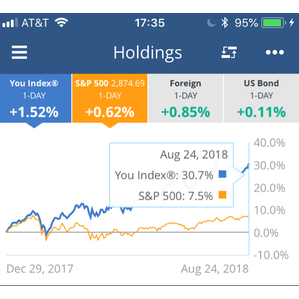 AT&T 17:35 95%
Holdings
You Index® S&P 500 2,874.69 Foreign US Bond
1-DAY 1-DAY 1-DAY 1-DAY
+1.52% +0.62% +0.85% +0.11%
40.0%
Aug 24, 2018
You Index®: 30.7%
30.0%
20.0%
S&P 500: 7.5%
10.0%
0.0%
-10.0%
Dec 29, 2017 Aug 24, 2018